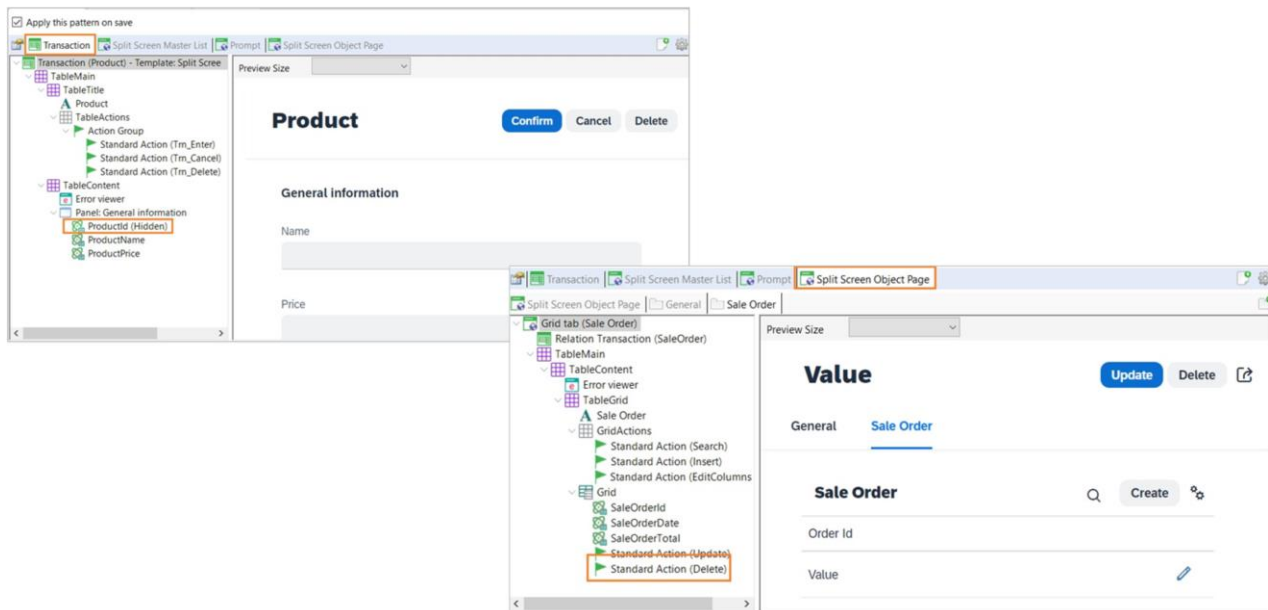 Apply this pattern on save
Transaction Split Screen Master List Prompt Split Screen Object Page
Transaction (Product) - Template: Split Scree
TableMain
TableTitle
Product
TableActions
Action Group
Standard Action (Trn_Enter)
Standard Action (Trn_Cancel)
Standard Action (Trn_Delete)
TableContent
Error viewer
Panel: General information
ProductId (Hidden)
ProductName
ProductPrice
Preview Size
Product
Confirm Cancel Delete
General information
Name
Price
Transaction Split Screen Master List Prompt Split Screen Object Page
Split Screen Object Page General Sale Order
Grid tab (Sale Order)
Relation Transaction (SaleOrder)
TableMain
TableContent
Error viewer
TableGrid
Sale Order
GridActions
Standard Action (Search)
Standard Action (Insert)
Standard Action (EditColumns
Grid
SaleOrderId
SaleOrderDate
SaleOrderTotal
Standard Action (Update)
Standard Action (Delete)
Preview Size
Value
Update Delete
General Sale Order
Sale Order
Create
Order Id
Value